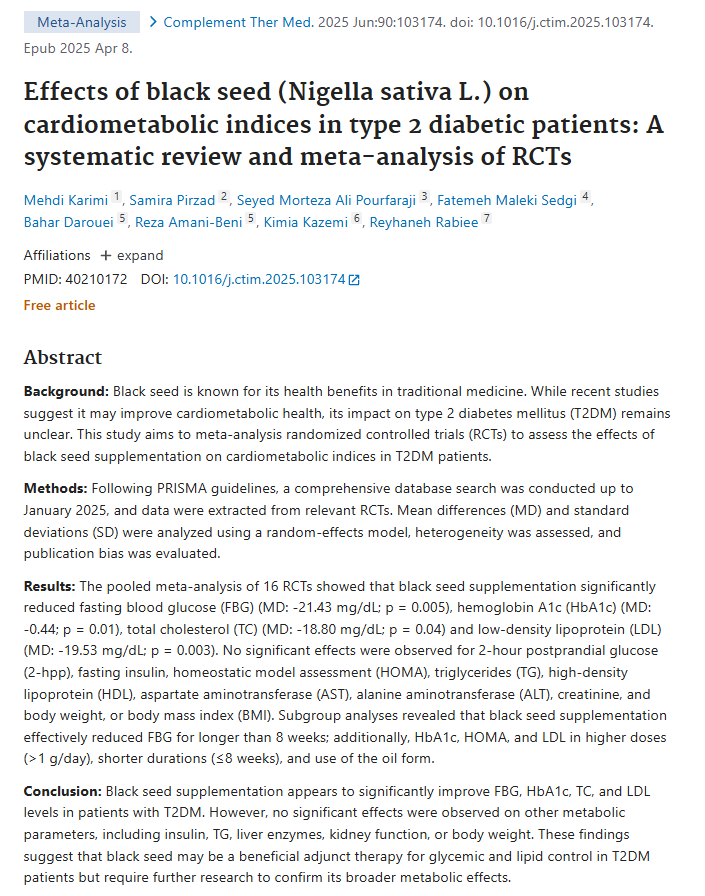 Meta-Analysis > Complement Ther Med. 2025 Jun:90:103174. doi: 10.1016/j.ctim.2025.103174.
Epub 2025 Apr 8.
Effects of black seed (Nigella sativa L.) on
cardiometabolic indices in type 2 diabetic patients: A
systematic review and meta-analysis of RCTs
Mehdi Karimi 1, Samira Pirzad 2, Seyed Morteza Ali Pourfaraji 3, Fatemeh Maleki Sedgi 4,
Bahar Darouei 5, Reza Amani-Beni 5, Kimia Kazemi 6, Reyhaneh Rabiee 7
Affiliations + expand
PMID: 40210172 DOI: 10.1016/j.ctim.2025.103174
Free article
Abstract
Background: Black seed is known for its health benefits in traditional medicine. While recent studies
suggest it may improve cardiometabolic health, its impact on type 2 diabetes mellitus (T2DM) remains
unclear. This study aims to meta-analysis randomized controlled trials (RCTs) to assess the effects of
black seed supplementation on cardiometabolic indices in T2DM patients.
Methods: Following PRISMA guidelines, a comprehensive database search was conducted up to
January 2025, and data were extracted from relevant RCTs. Mean differences (MD) and standard
deviations (SD) were analyzed using a random-effects model, heterogeneity was assessed, and
publication bias was evaluated.
Results: The pooled meta-analysis of 16 RCTs showed that black seed supplementation significantly
reduced fasting blood glucose (FBG) (MD: -21.43 mg/dL; p = 0.005), hemoglobin A1c (HbA1c) (MD:
-0.44; p = 0.01), total cholesterol (TC) (MD: -18.80 mg/dL; p = 0.04) and low-density lipoprotein (LDL)
(MD: -19.53 mg/dL; p = 0.003). No significant effects were observed for 2-hour postprandial glucose
(2-hpp), fasting insulin, homeostatic model assessment (HOMA), triglycerides (TG), high-density
lipoprotein (HDL), aspartate aminotransferase (AST), alanine aminotransferase (ALT), creatinine, and
body weight, or body mass index (BMI). Subgroup analyses revealed that black seed supplementation
effectively reduced FBG for longer than 8 weeks; additionally, HbA1c, HOMA, and LDL in higher doses
(>1 g/day), shorter durations (≤8 weeks), and use of the oil form.
Conclusion: Black seed supplementation appears to significantly improve FBG, HbA1c, TC, and LDL
levels in patients with T2DM. However, no significant effects were observed on other metabolic
parameters, including insulin, TG, liver enzymes, kidney function, or body weight. These findings
suggest that black seed may be a beneficial adjunct therapy for glycemic and lipid control in T2DM
patients but require further research to confirm its broader metabolic effects.